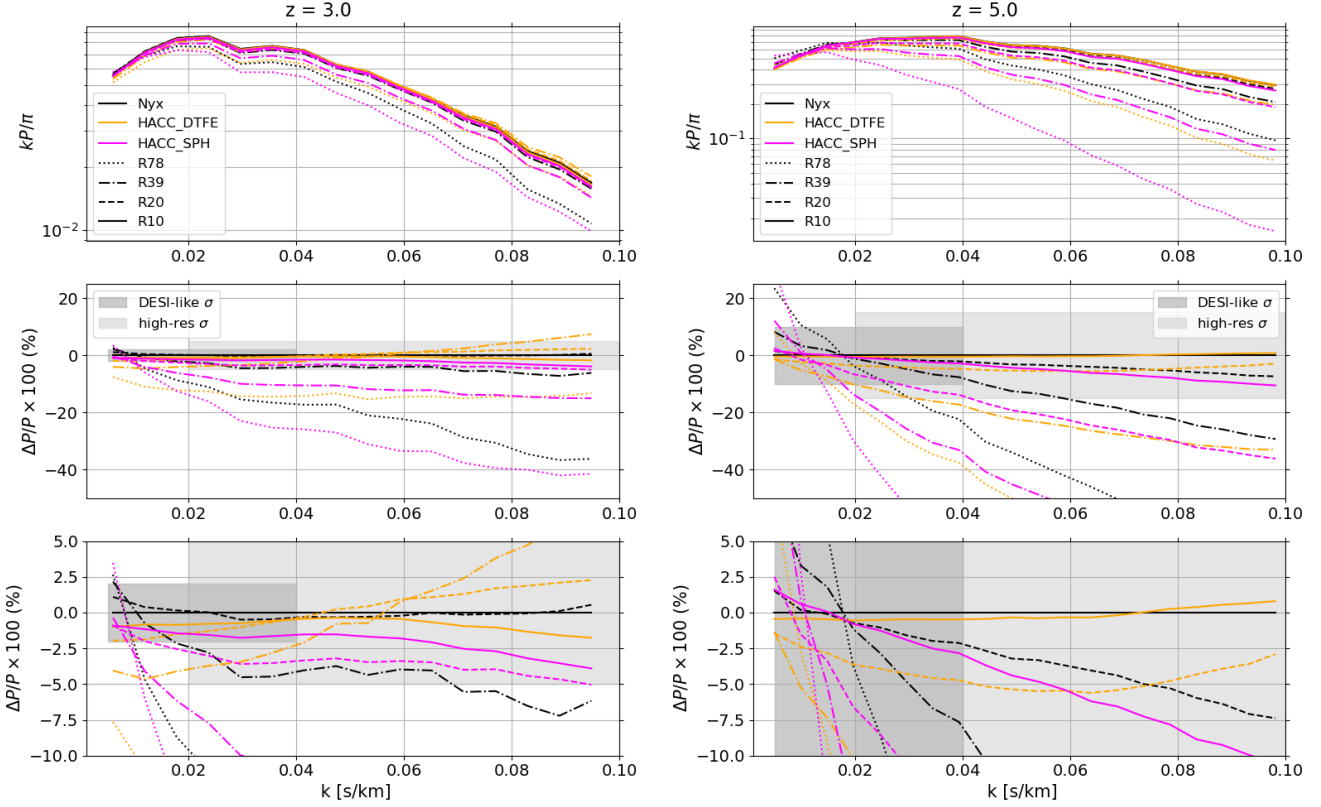 z = 3.0
kP/π
10⁻²
Nyx
HACC_DTFE
HACC_SPH
R78
R39
R20
R10
0.02 0.04 0.06 0.08 0.10
ΔP/P × 100 (%)
20
0
−20
−40
DESI-like σ
high-res σ
0.02 0.04 0.06 0.08 0.10
ΔP/P × 100 (%)
5.0
2.5
0.0
−2.5
−5.0
−7.5
−10.0
0.02 0.04 0.06 0.08 0.10
k [s/km]
z = 5.0
kP/π
10⁻¹
Nyx
HACC_DTFE
HACC_SPH
R78
R39
R20
R10
0.02 0.04 0.06 0.08 0.10
ΔP/P × 100 (%)
20
0
−20
−40
DESI-like σ
high-res σ
0.02 0.04 0.06 0.08 0.10
ΔP/P × 100 (%)
5.0
2.5
0.0
−2.5
−5.0
−7.5
−10.0
0.02 0.04 0.06 0.08 0.10
k [s/km]